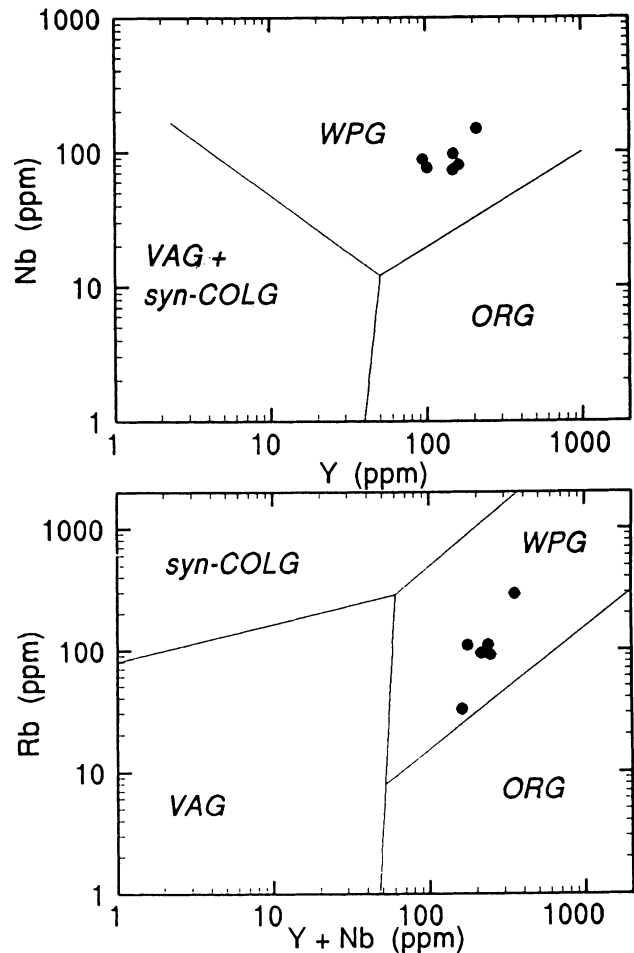 1000
100
10
1
Nb (ppm)
WPG
VAG +
syn-COLG
ORG
1 10 100 1000
Y (ppm)
1000
100
10
1
Rb (ppm)
syn-COLG
WPG
VAG
ORG
1 10 100 1000
Y + Nb (ppm)